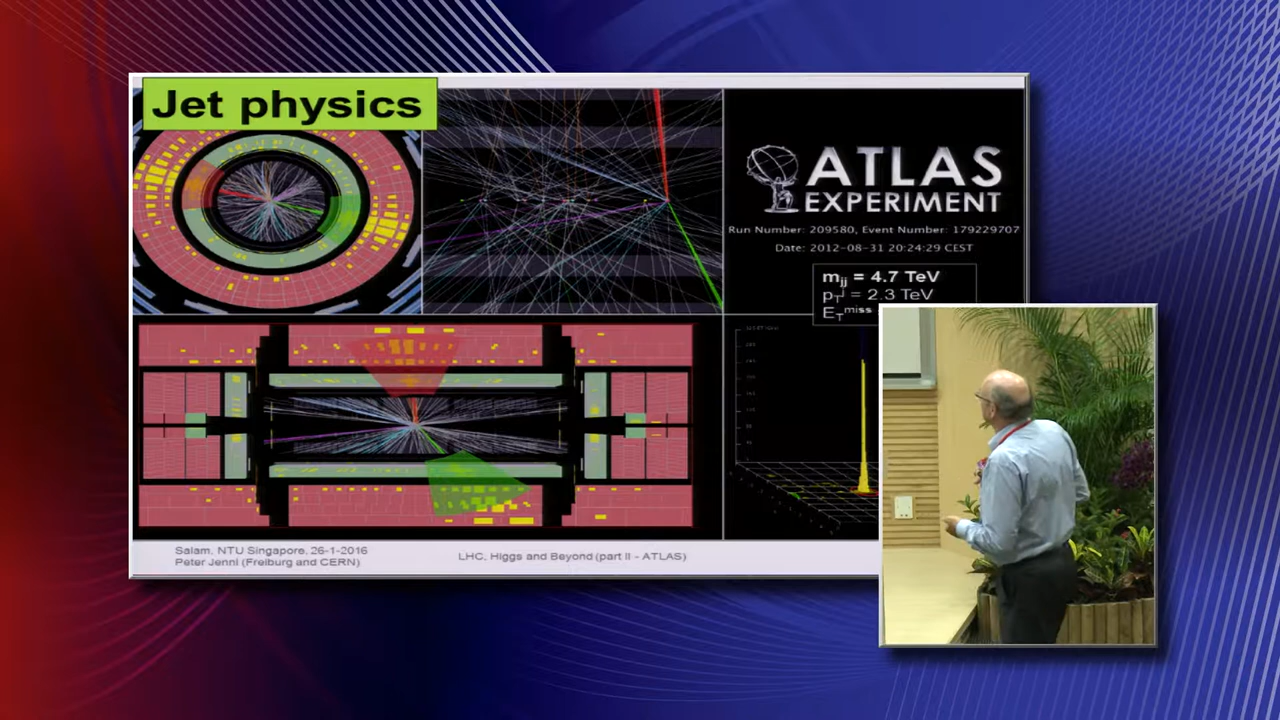 Jet physics
ATLAS
EXPERIMENT
Run Number: 209580, Event Number: 179229707
Date: 2012-08-31 20:24:29 CEST
mjj = 4.7 TeV
pTj = 2.3 TeV
ETmiss
Salam, NTU Singapore, 26-1-2016
Peter Jenni (Freiburg and CERN)
LHC, Higgs and Beyond (part II - ATLAS)